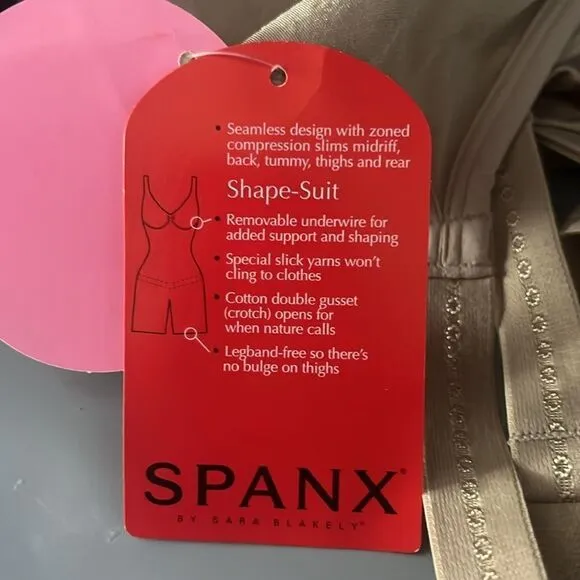 • Seamless design with zoned
compression slims midriff,
back, tummy, thighs and rear
Shape-Suit
• Removable underwire for
added support and shaping
• Special slick yarns won't
cling to clothes
• Cotton double gusset
(crotch) opens for
when nature calls
• Legband-free so there's
no bulge on thighs
SPANX®
BY SARA BLAKELY®